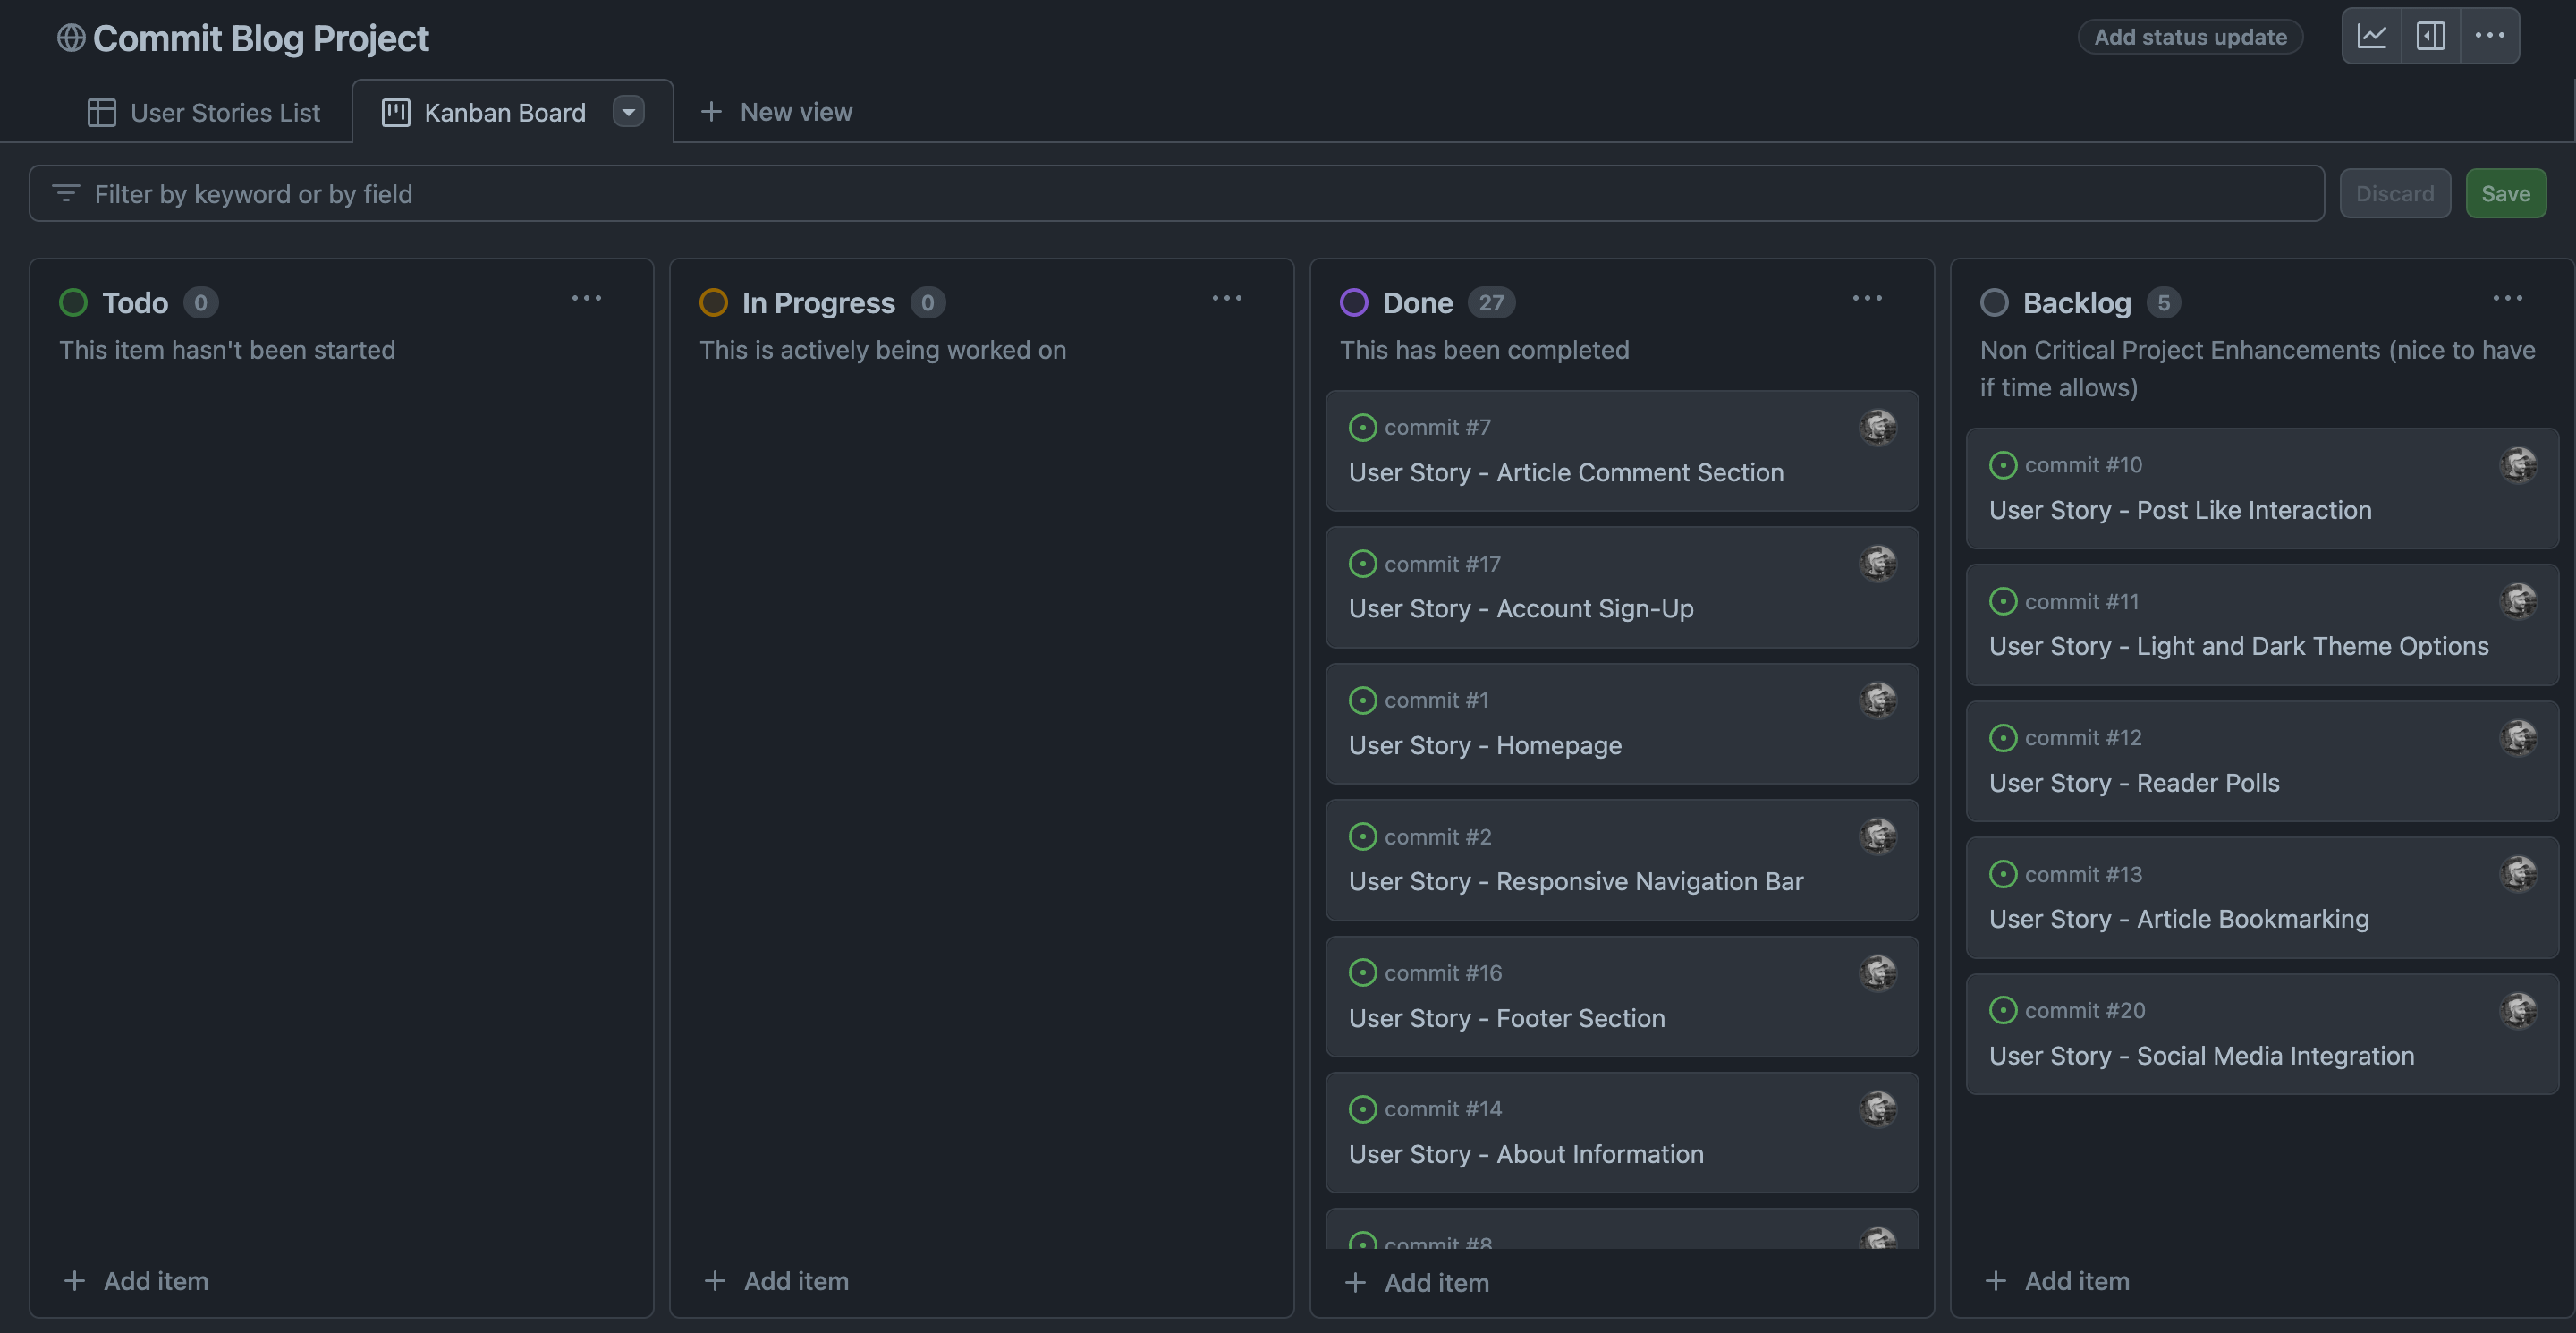 Commit Blog Project
Add status update
User Stories List
Kanban Board
New view
Filter by keyword or by field
Discard
Save
Todo 0
This item hasn't been started
Add item
In Progress 0
This is actively being worked on
Add item
Done 27
This has been completed
commit #7
User Story - Article Comment Section
commit #17
User Story - Account Sign-Up
commit #1
User Story - Homepage
commit #2
User Story - Responsive Navigation Bar
commit #16
User Story - Footer Section
commit #14
User Story - About Information
commit #8
Add item
Backlog 5
Non Critical Project Enhancements (nice to have
if time allows)
commit #10
User Story - Post Like Interaction
commit #11
User Story - Light and Dark Theme Options
commit #12
User Story - Reader Polls
commit #13
User Story - Article Bookmarking
commit #20
User Story - Social Media Integration
Add item